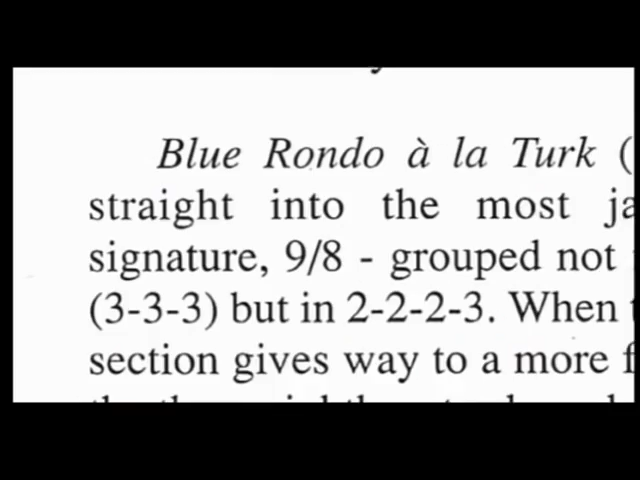 Blue Rondo à la Turk (
straight into the most
signature, 9/8 - grouped not
(3-3-3) but in 2-2-2-3. When
section gives way to a more